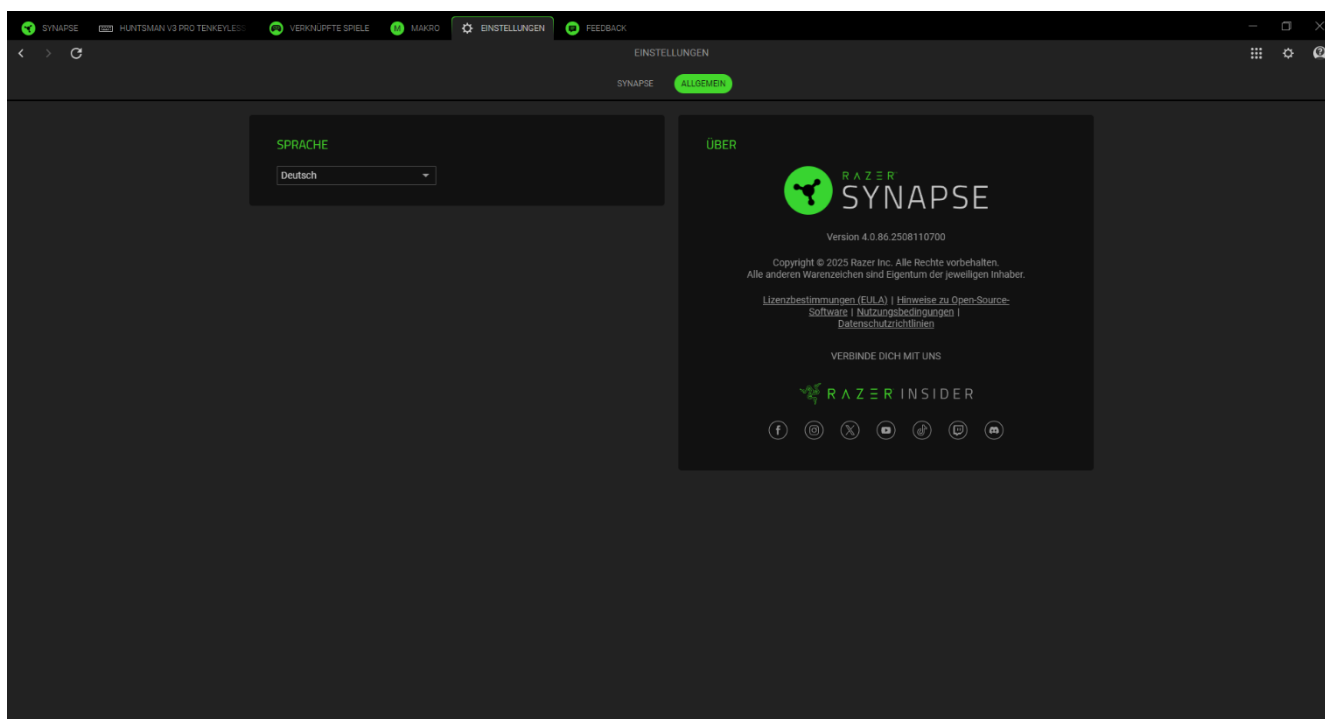 SYNAPSE HUNTSMAN V3 PRO TENKEYLESS VERKNÜPFTE SPIELE MAKRO EINSTELLUNGEN FEEDBACK
EINSTELLUNGEN
SYNAPSE ALLGEMEIN
SPRACHE
Deutsch
ÜBER
RAZER
SYNAPSE
Version 4.0.86.2508110700
Copyright © 2025 Razer Inc. Alle Rechte vorbehalten.
Alle anderen Warenzeichen sind Eigentum der jeweiligen Inhaber.
Lizenzbestimmungen (EULA) | Hinweise zu Open-Source-
Software | Nutzungsbedingungen |
Datenschutzrichtlinien
VERBINDE DICH MIT UNS
RAZER INSIDER